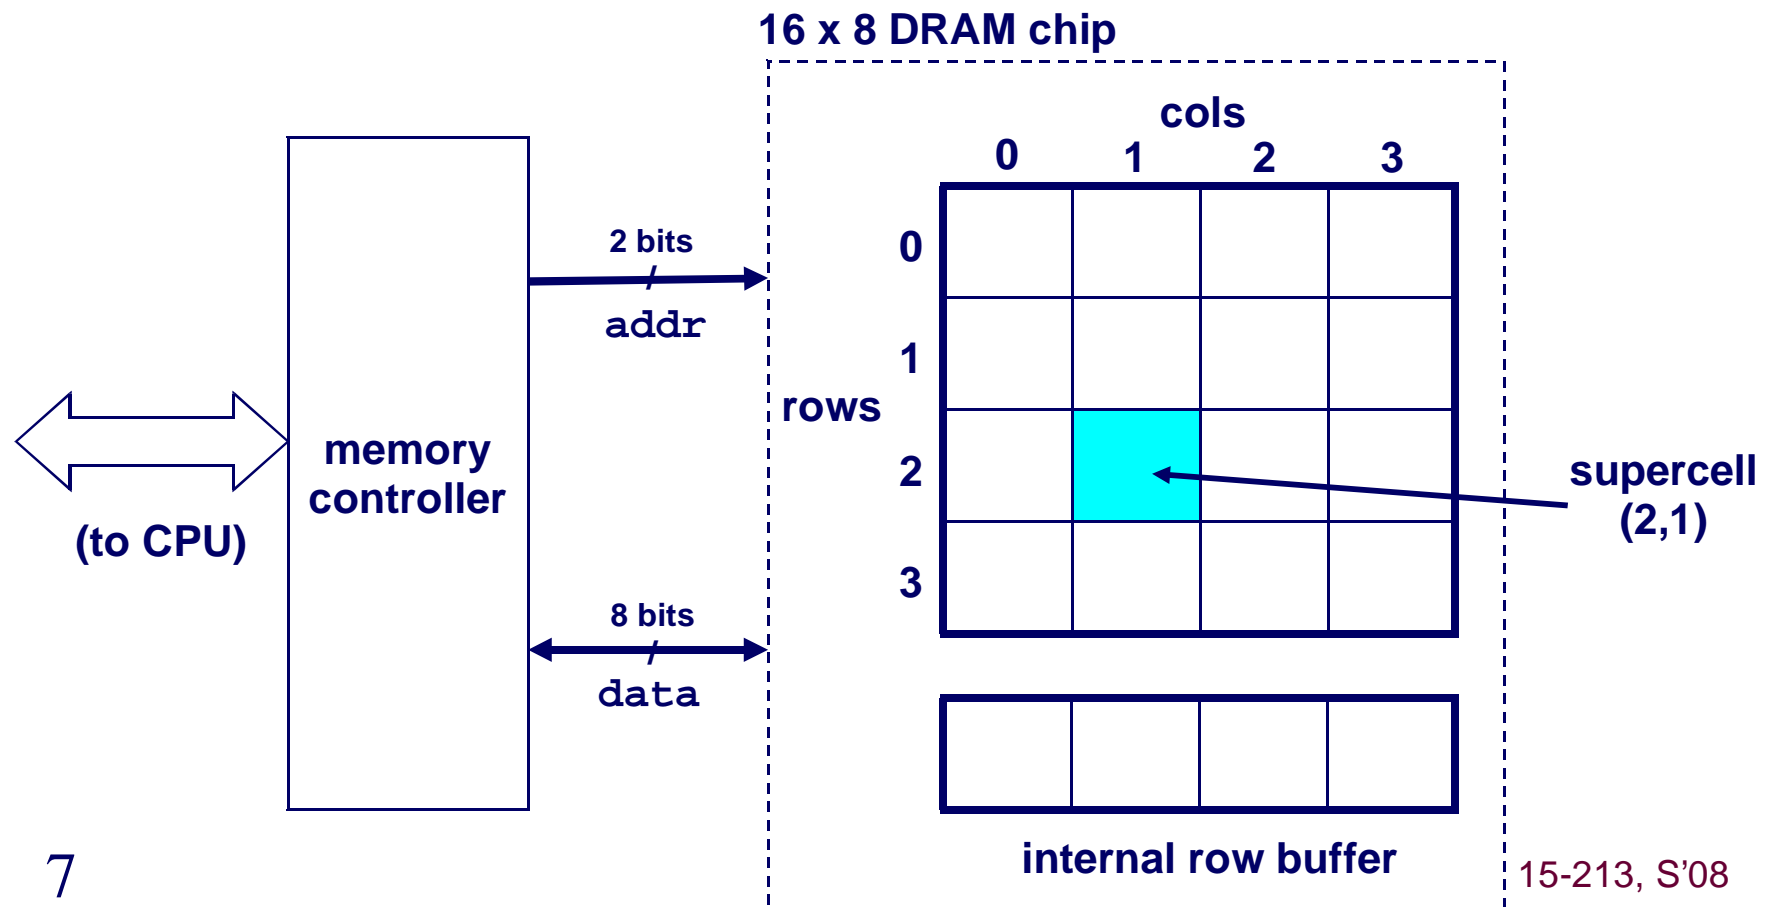 16 x 8 DRAM chip
cols
0 1 2 3
2 bits
/
addr
0
1
rows
memory
controller
(to CPU)
2
supercell
(2,1)
3
8 bits
/
data
internal row buffer
7
15-213, S’08